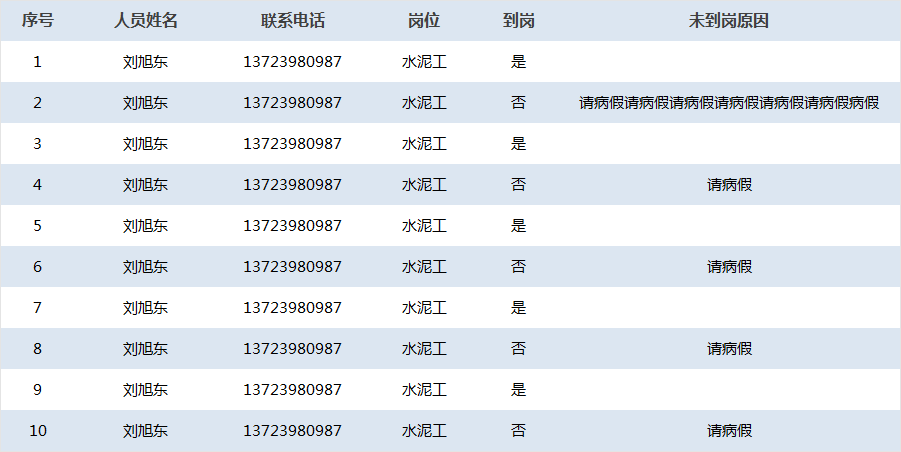 序号 人员姓名 联系电话 岗位 到岗 未到岗原因
1 刘旭东 13723980987 水泥工 是
2 刘旭东 13723980987 水泥工 否 请病假请病假请病假请病假请病假请病假病假
3 刘旭东 13723980987 水泥工 是
4 刘旭东 13723980987 水泥工 否 请病假
5 刘旭东 13723980987 水泥工 是
6 刘旭东 13723980987 水泥工 否 请病假
7 刘旭东 13723980987 水泥工 是
8 刘旭东 13723980987 水泥工 否 请病假
9 刘旭东 13723980987 水泥工 是
10 刘旭东 13723980987 水泥工 否 请病假